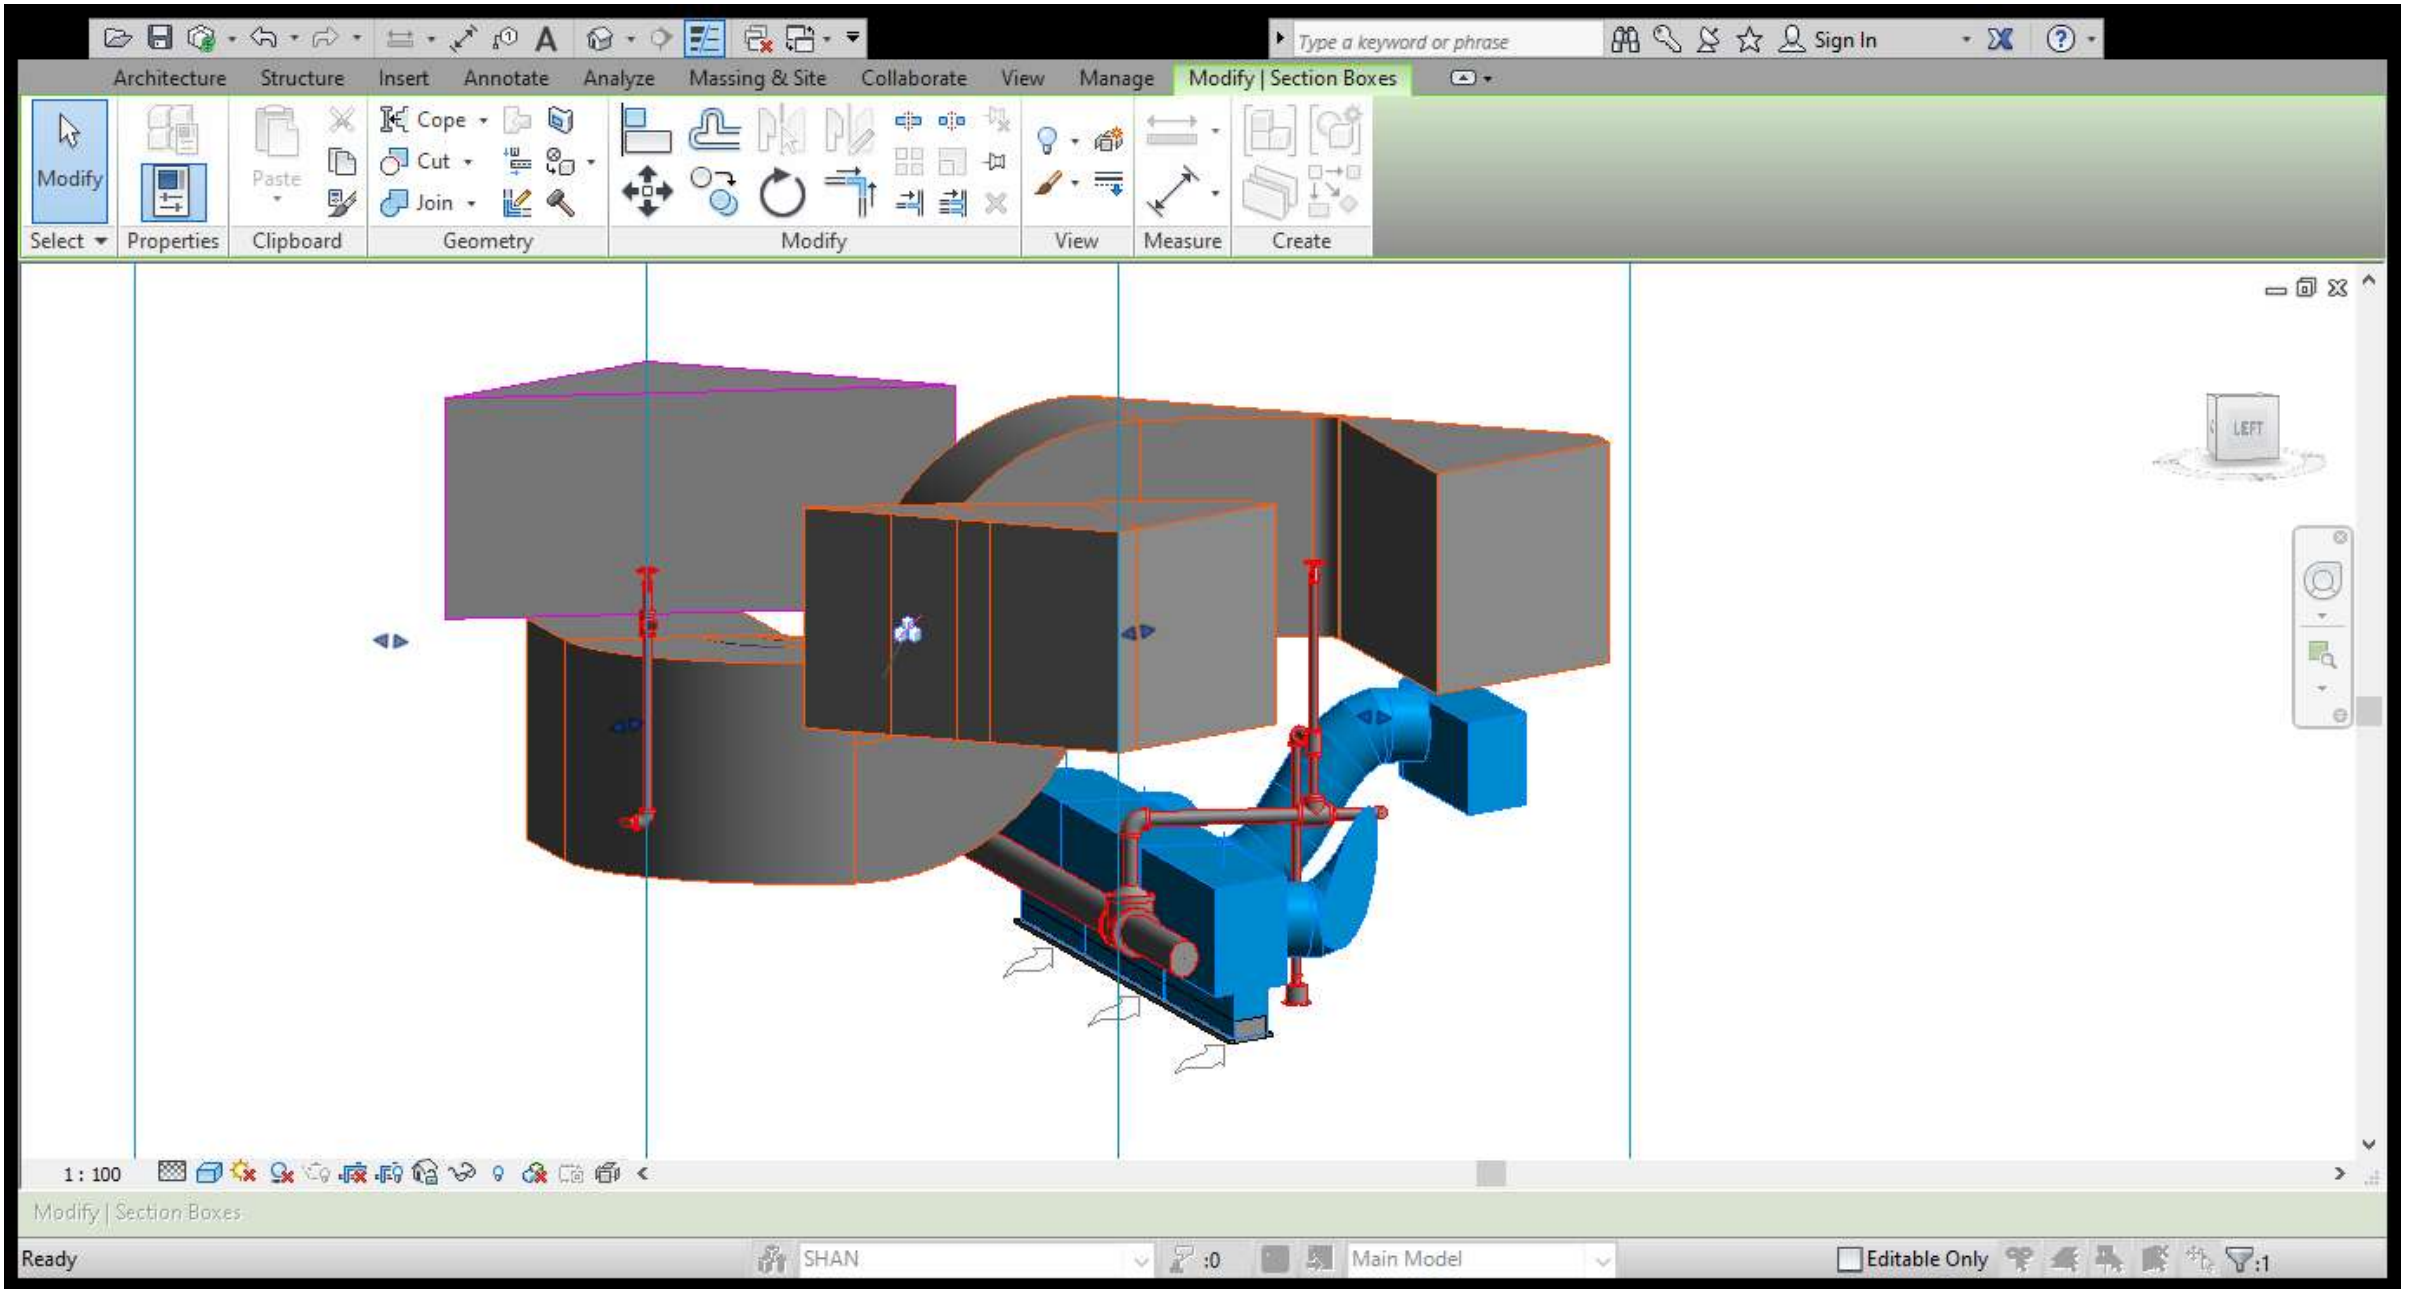 A
Type a keyword or phrase
Sign In
?
Architecture Structure Insert Annotate Analyze Massing & Site Collaborate View Manage Modify | Section Boxes
Modify
Paste
Cope
Cut
Join
Select Properties Clipboard Geometry Modify View Measure Create
LEFT
1 : 100
Modify | Section Boxes
Ready SHAN :0 Main Model Editable Only :1